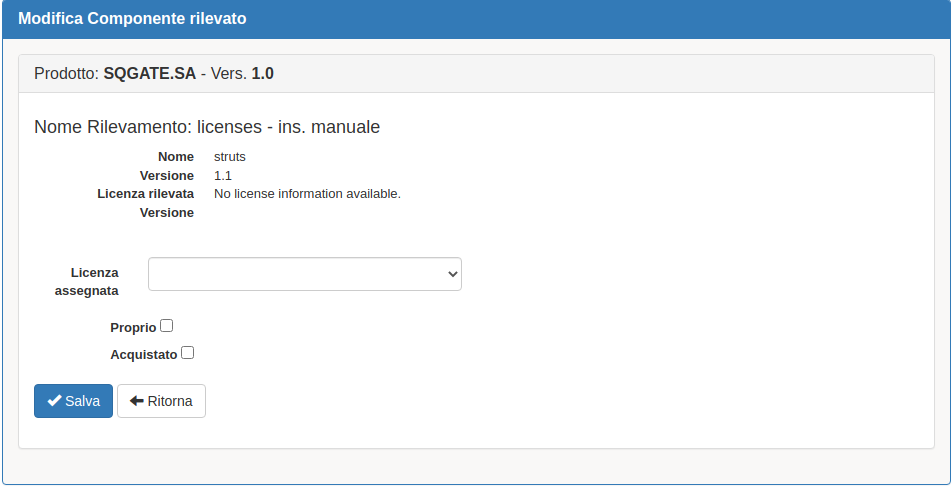 Modifica Componente rilevato
Prodotto: SQGATE.SA - Vers. 1.0
Nome Rilevamento: licenses - ins. manuale
Nome struts
Versione 1.1
Licenza rilevata No license information available.
Versione
Licenza
assegnata
Proprio
Acquistato
Salva Ritorna